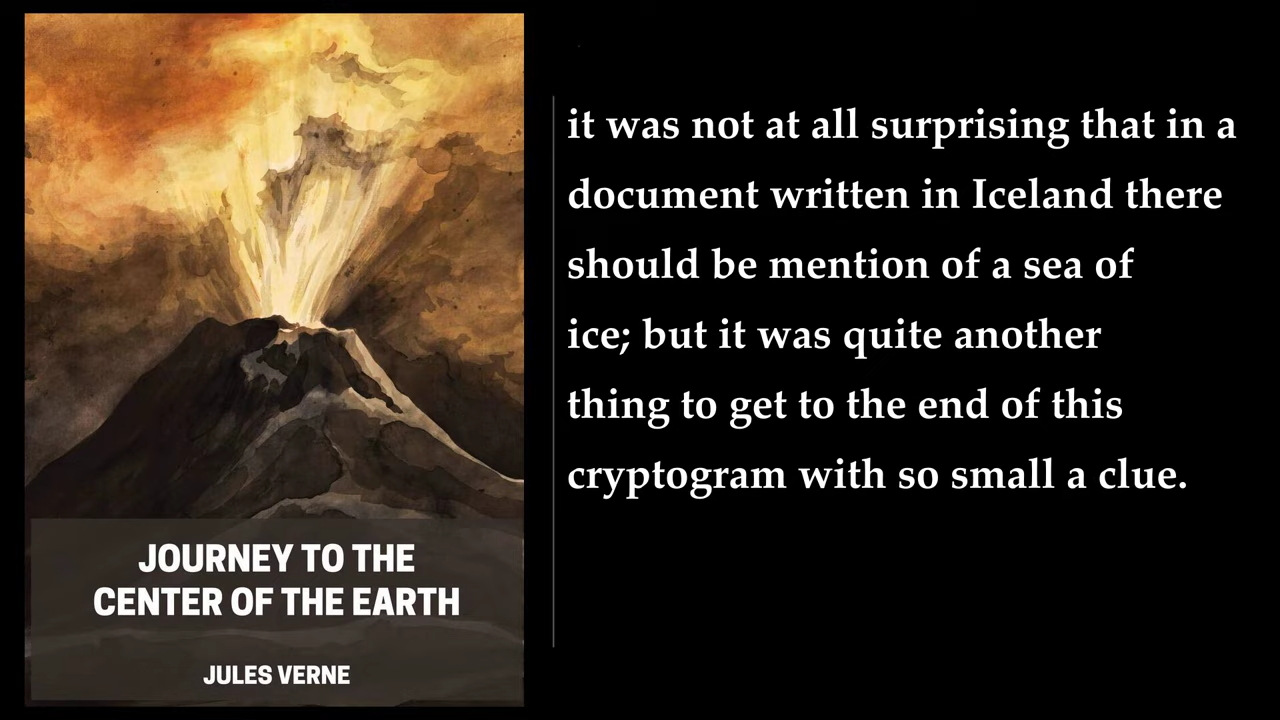 it was not at all surprising that in a
document written in Iceland there
should be mention of a sea of
ice; but it was quite another
thing to get to the end of this
cryptogram with so small a clue.
JOURNEY TO THE
CENTER OF THE EARTH
JULES VERNE